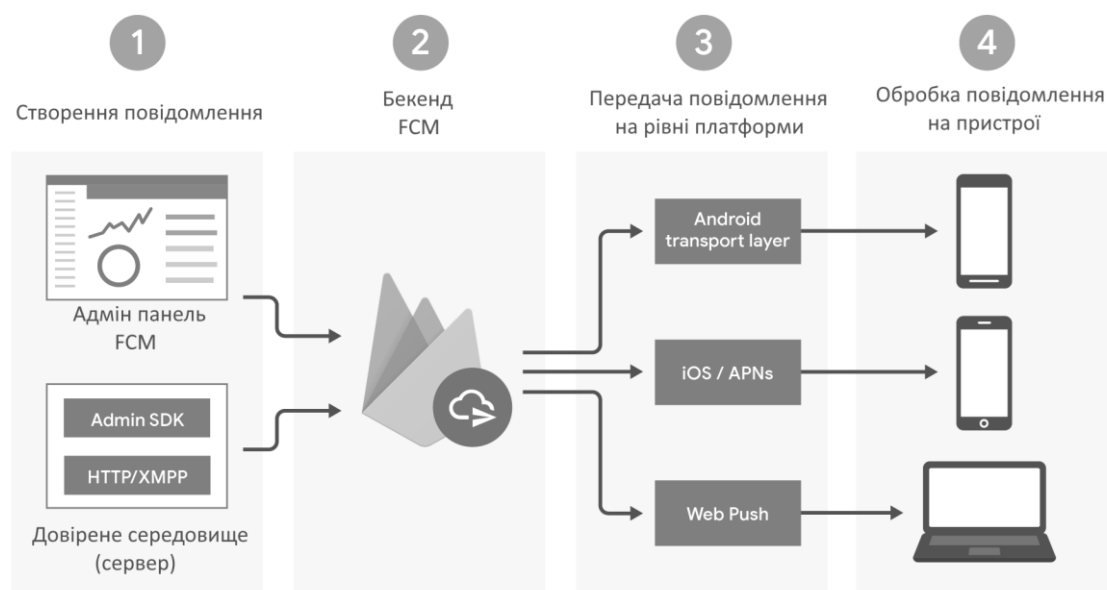 1
Створення повідомлення
2
Бекенд
FCM
3
Передача повідомлення
на рівні платформи
4
Обробка повідомлення
на пристрої
Адмін панель
FCM
Admin SDK
HTTP/XMPP
Довірене середовище
(сервер)
Android
transport layer
iOS / APNs
Web Push